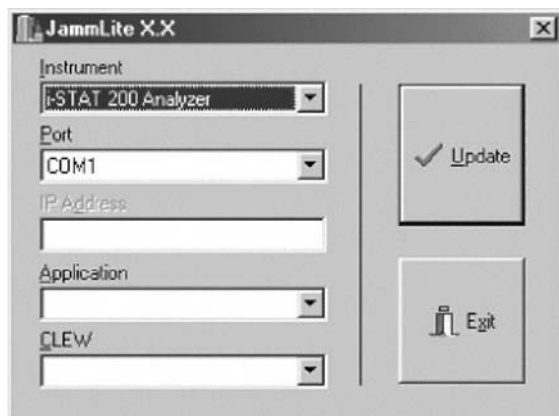 JammLite X.X
Instrument
i-STAT 200 Analyzer
Port
COM1
IP Address
Application
CLEW
Update
Exit